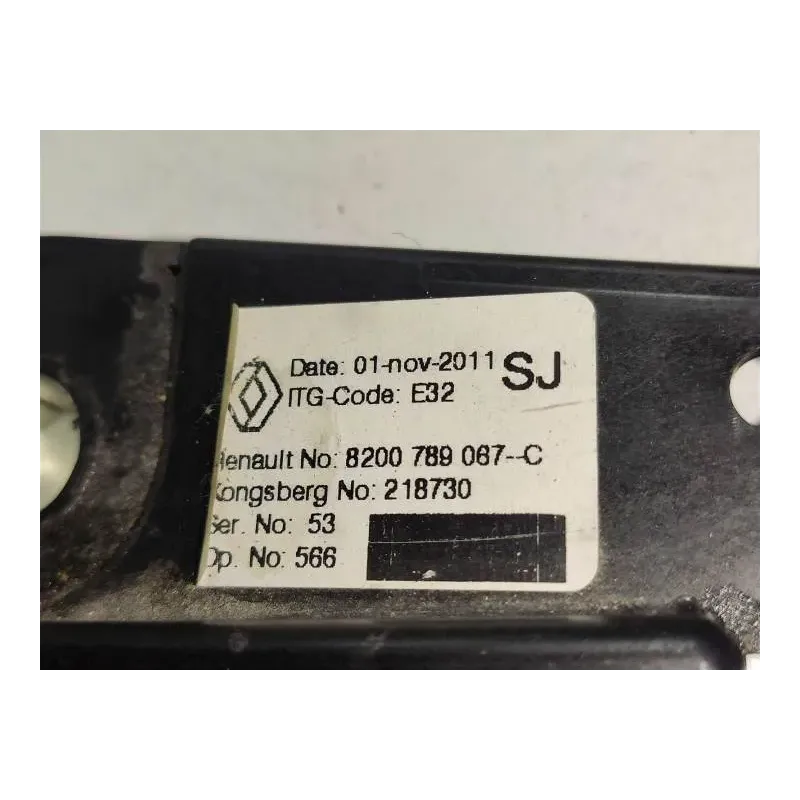 Date: 01-nov-2011 SJ
ITG-Code: E32
Renault No: 8200 789 067--C
Kongsberg No: 218730
Ser. No: 53
Op. No: 566